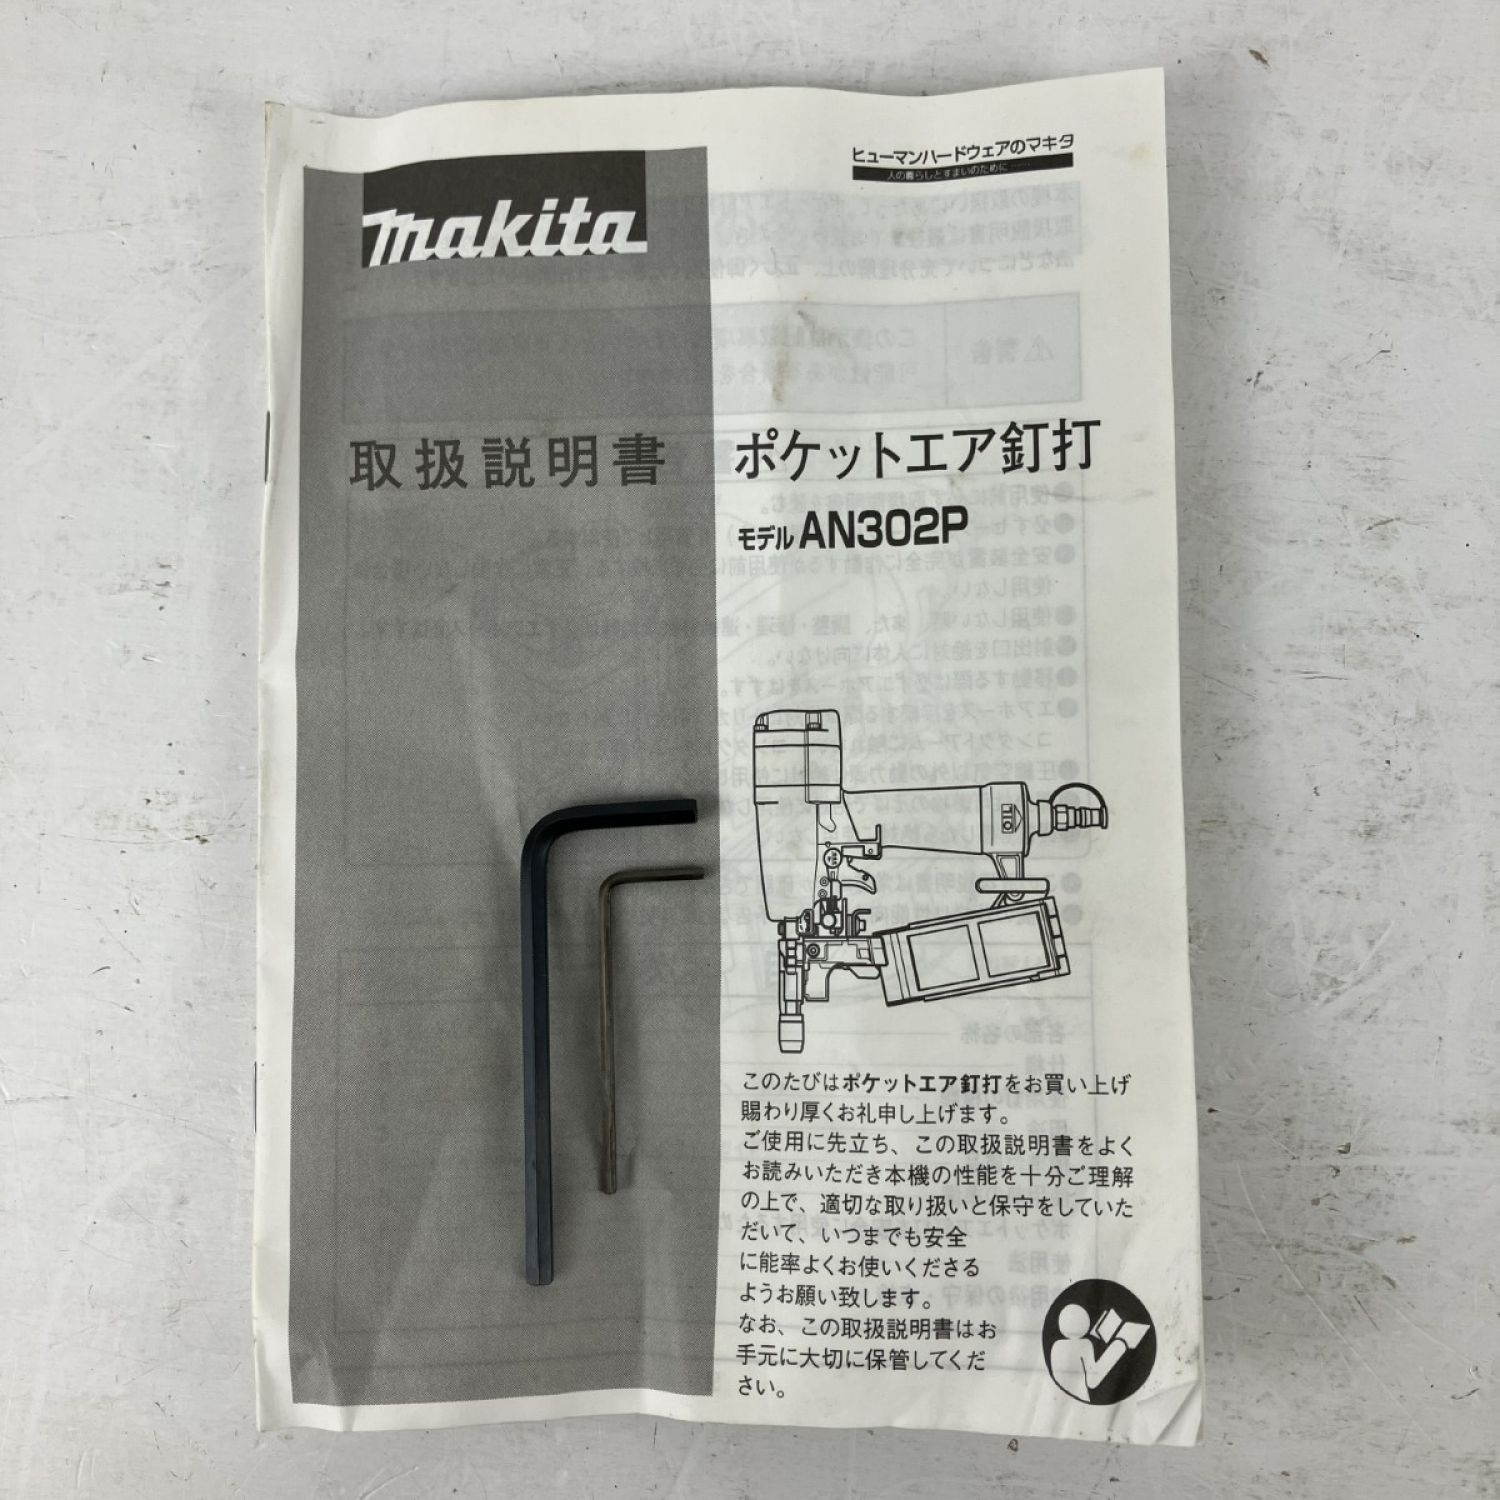 makita
ヒューマンハードウェアのマキタ
人の暮らしとすまいのために……
取扱説明書
ポケットエア釘打
モデル AN302P
このたびはポケットエア釘打をお買い上げ
賜わり厚くお礼申し上げます。
ご使用に先立ち、この取扱説明書をよく
お読みいただき本機の性能を十分ご理解
の上で、適切な取り扱いと保守をしていた
だいて、いつまでも安全
に能率よくお使いくださる
ようお願い致します。
なお、この取扱説明書はお
手元に大切に保管してくだ
さい。